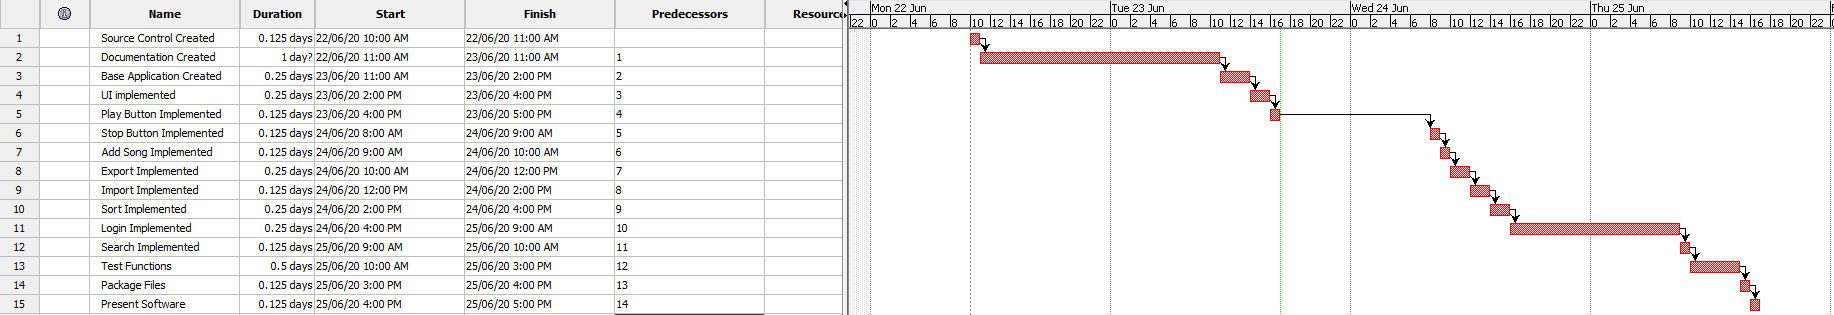 Name Duration Start Finish Predecessors Resource
Mon 22 Jun Tue 23 Jun Wed 24 Jun Thu 25 Jun
22 0 2 4 6 8 10 12 14 16 18 20 22 0 2 4 6 8 10 12 14 16 18 20 22 0 2 4 6 8 10 12 14 16 18 20 22 0 2 4 6 8 10 12 14 16 18 20 22 0
1 Source Control Created 0.125 days 22/06/20 10:00 AM 22/06/20 11:00 AM
2 Documentation Created 1 day? 22/06/20 11:00 AM 23/06/20 11:00 AM 1
3 Base Application Created 0.25 days 23/06/20 11:00 AM 23/06/20 2:00 PM 2
4 UI implemented 0.25 days 23/06/20 2:00 PM 23/06/20 4:00 PM 3
5 Play Button Implemented 0.125 days 23/06/20 4:00 PM 23/06/20 5:00 PM 4
6 Stop Button Implemented 0.125 days 24/06/20 8:00 AM 24/06/20 9:00 AM 5
7 Add Song Implemented 0.125 days 24/06/20 9:00 AM 24/06/20 10:00 AM 6
8 Export Implemented 0.25 days 24/06/20 10:00 AM 24/06/20 12:00 PM 7
9 Import Implemented 0.125 days 24/06/20 12:00 PM 24/06/20 2:00 PM 8
10 Sort Implemented 0.25 days 24/06/20 2:00 PM 24/06/20 4:00 PM 9
11 Login Implemented 0.25 days 24/06/20 4:00 PM 25/06/20 9:00 AM 10
12 Search Implemented 0.125 days 25/06/20 9:00 AM 25/06/20 10:00 AM 11
13 Test Functions 0.5 days 25/06/20 10:00 AM 25/06/20 3:00 PM 12
14 Package Files 0.125 days 25/06/20 3:00 PM 25/06/20 4:00 PM 13
15 Present Software 0.125 days 25/06/20 4:00 PM 25/06/20 5:00 PM 14